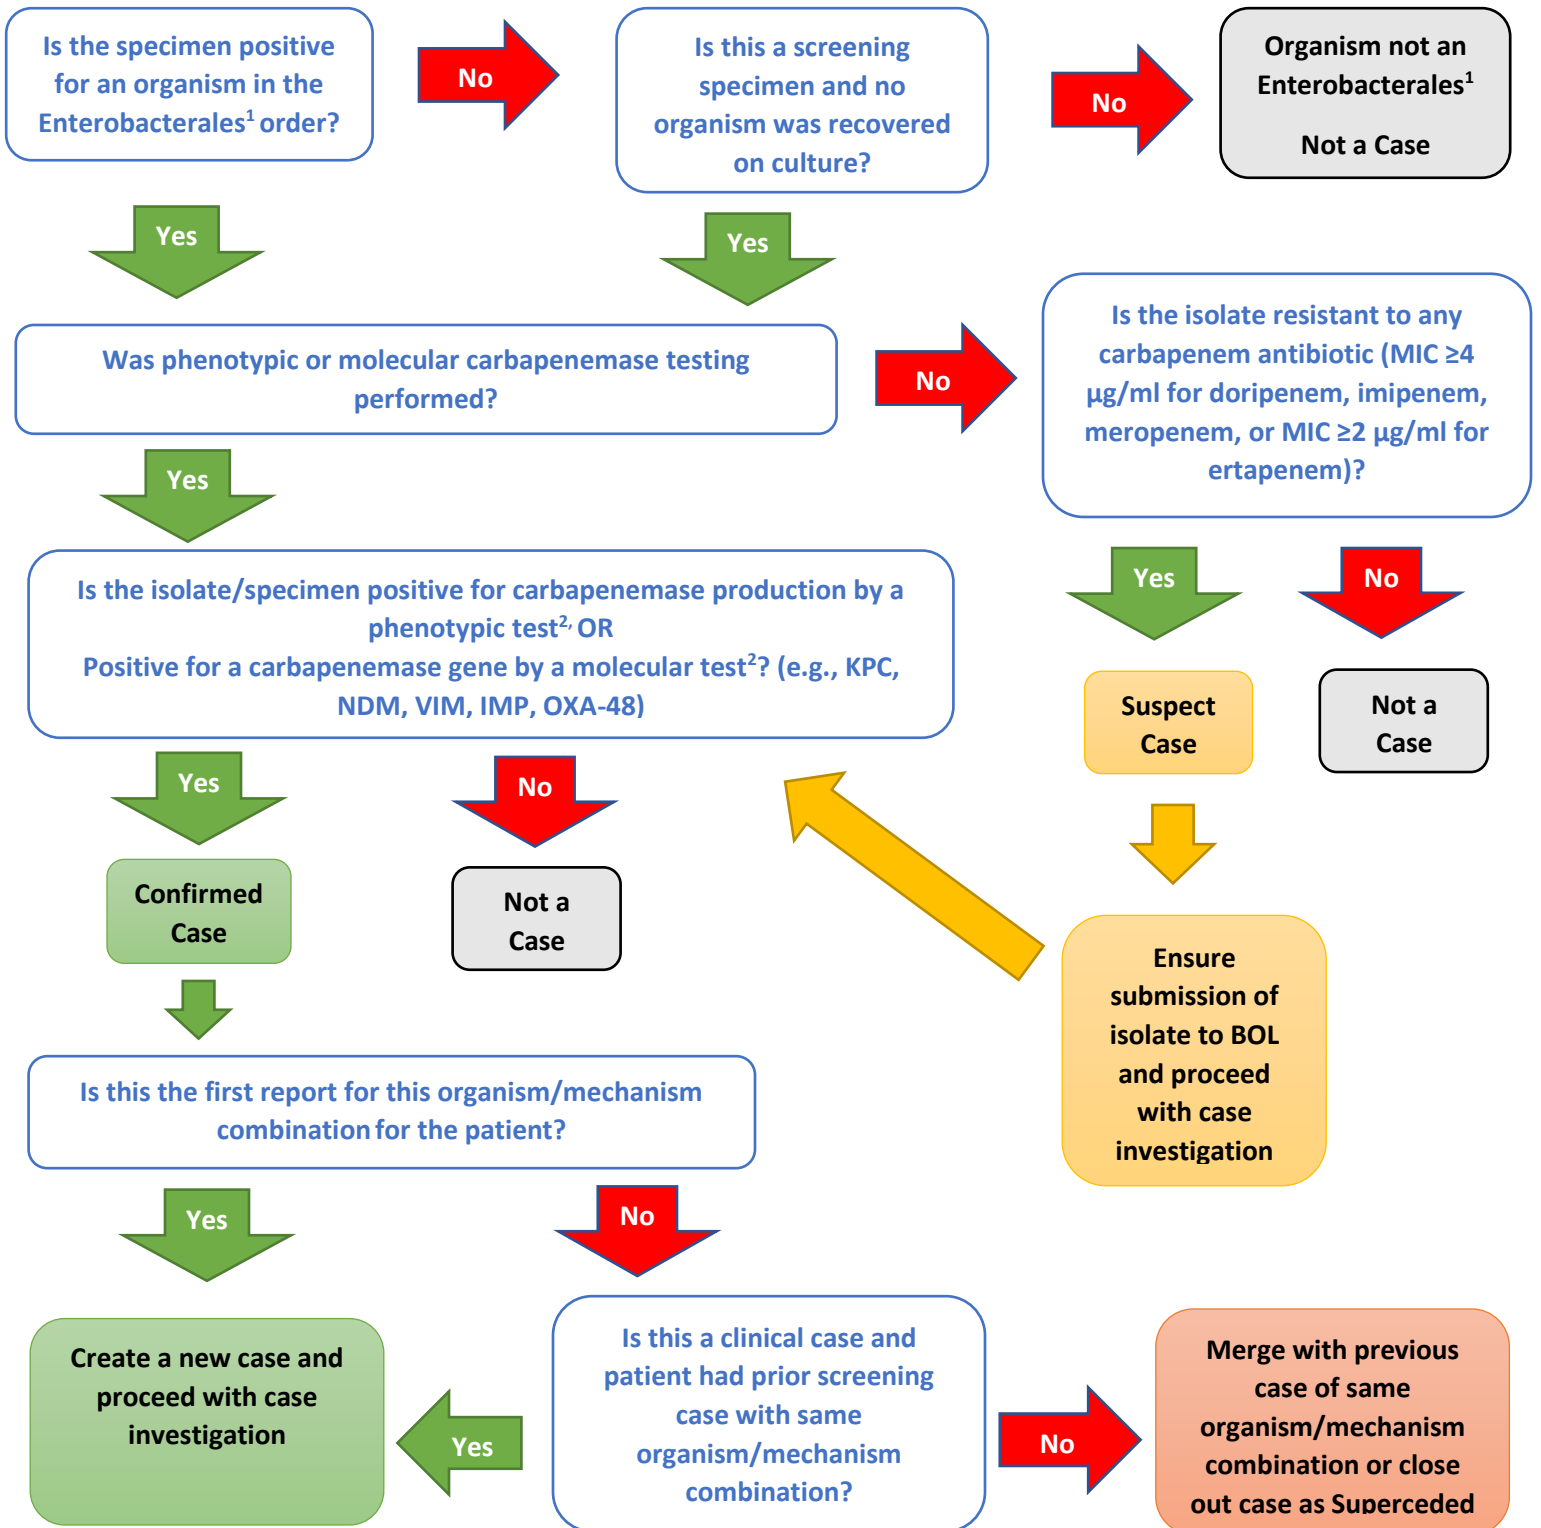 Is the specimen positive
for an organism in the
Enterobacterales¹ order?
No
Is this a screening
specimen and no
organism was recovered
on culture?
No
Organism not an
Enterobacterales¹
Not a Case
Yes
Yes
Was phenotypic or molecular carbapenemase testing
performed?
No
Is the isolate resistant to any
carbapenem antibiotic (MIC ≥4
µg/ml for doripenem, imipenem,
meropenem, or MIC ≥2 µg/ml for
ertapenem)?
Yes
Yes
No
Is the isolate/specimen positive for carbapenemase production by a
phenotypic test², OR
Positive for a carbapenemase gene by a molecular test²? (e.g., KPC,
NDM, VIM, IMP, OXA-48)
Suspect
Case
Not a
Case
Yes
No
Confirmed
Case
Not a
Case
Ensure
submission of
isolate to BOL
and proceed
with case
investigation
Is this the first report for this organism/mechanism
combination for the patient?
Yes
No
Create a new case and
proceed with case
investigation
Yes
Is this a clinical case and
patient had prior screening
case with same
organism/mechanism
combination?
No
Merge with previous
case of same
organism/mechanism
combination or close
out case as Superceded